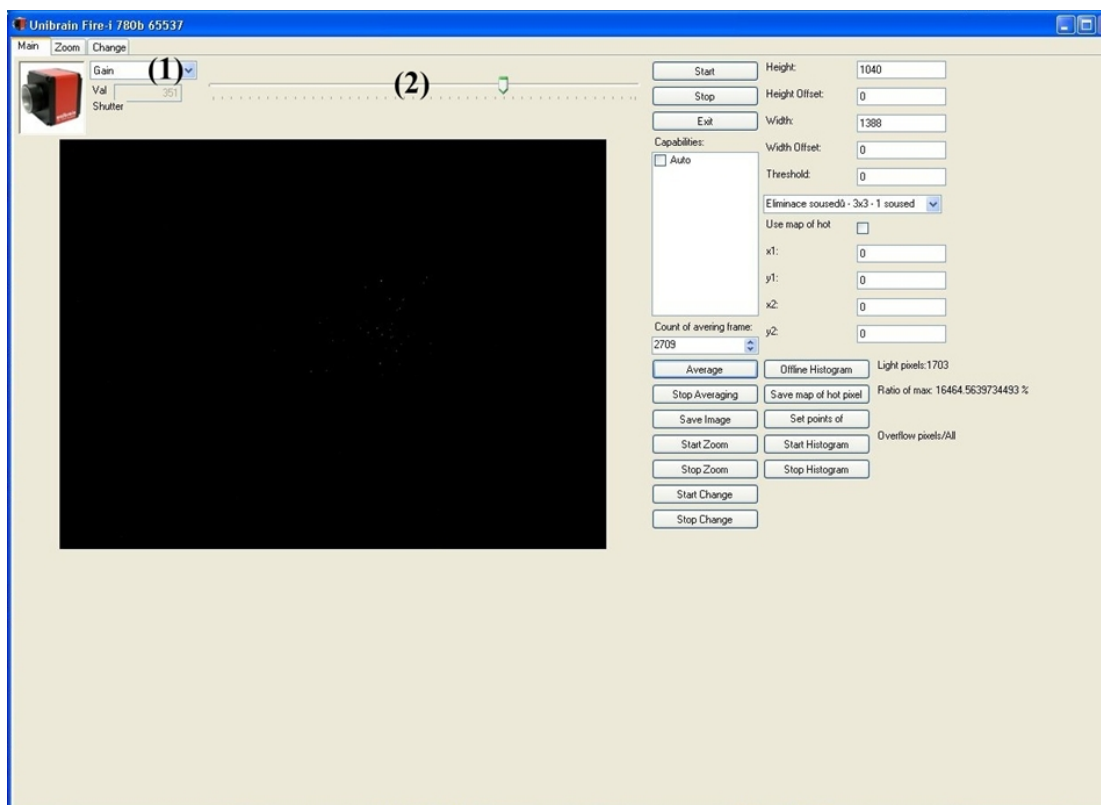 Unibrain Fire-i 780b 65537
Main Zoom Change
Gain (1)
Val 351
Shutter
(2)
Start
Stop
Exit
Capabilities:
Auto
Count of avering frame:
2709
Average
Stop Averaging
Save Image
Start Zoom
Stop Zoom
Start Change
Stop Change
Height: 1040
Height Offset: 0
Width: 1388
Width Offset: 0
Threshold: 0
Eliminace sousedů - 3x3 - 1 soused
Use map of hot
x1: 0
y1: 0
x2: 0
y2: 0
Offline Histogram
Save map of hot pixel
Set points of
Start Histogram
Stop Histogram
Light pixels:1703
Ratio of max: 16464.5639734493 %
Overflow pixels/All